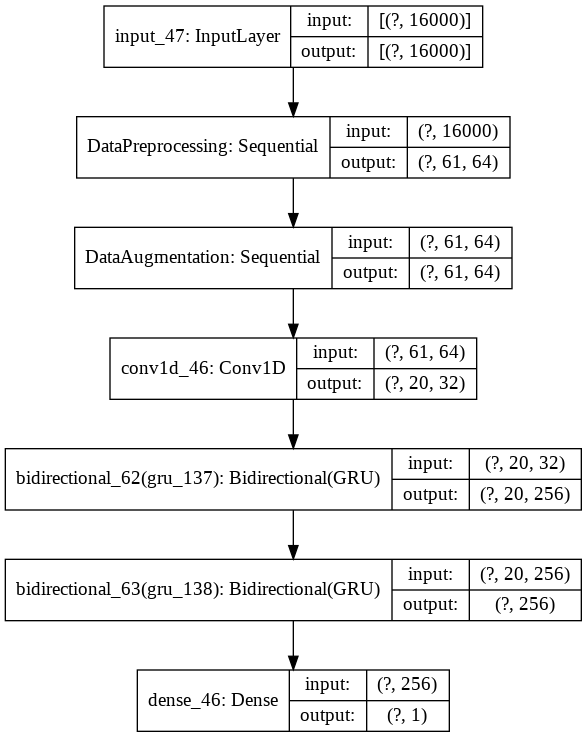 input_47: InputLayer
input: [(?, 16000)]
output: [(?, 16000)]
DataPreprocessing: Sequential
input: (?, 16000)
output: (?, 61, 64)
DataAugmentation: Sequential
input: (?, 61, 64)
output: (?, 61, 64)
conv1d_46: Conv1D
input: (?, 61, 64)
output: (?, 20, 32)
bidirectional_62(gru_137): Bidirectional(GRU)
input: (?, 20, 32)
output: (?, 20, 256)
bidirectional_63(gru_138): Bidirectional(GRU)
input: (?, 20, 256)
output: (?, 256)
dense_46: Dense
input: (?, 256)
output: (?, 1)